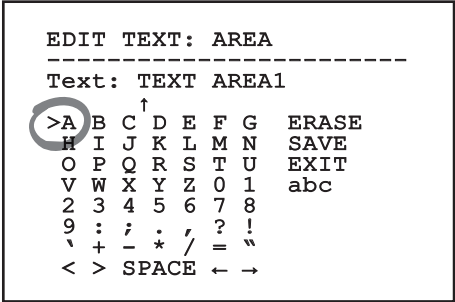 EDIT TEXT: AREA
------------------------
Text: TEXT AREA1
↑
>A B C D E F G ERASE
H I J K L M N SAVE
O P Q R S T U EXIT
V W X Y Z 0 1 abc
2 3 4 5 6 7 8
9 : ; . , ? !
‛ + - * / = ‟
< > SPACE ← →